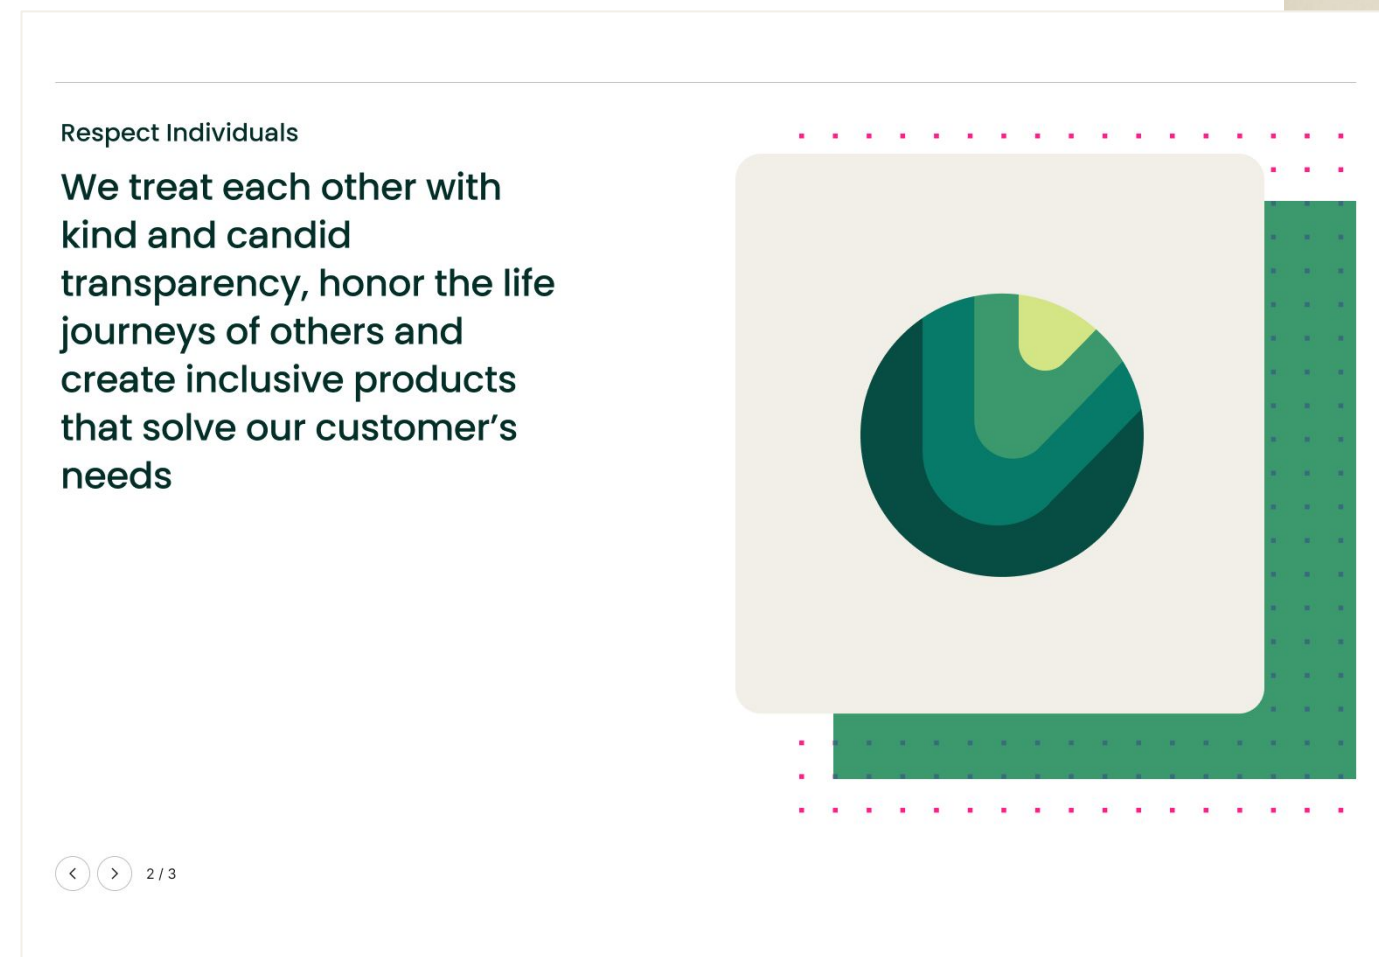 Respect Individuals
We treat each other with
kind and candid
transparency, honor the life
journeys of others and
create inclusive products
that solve our customer’s
needs
2 / 3